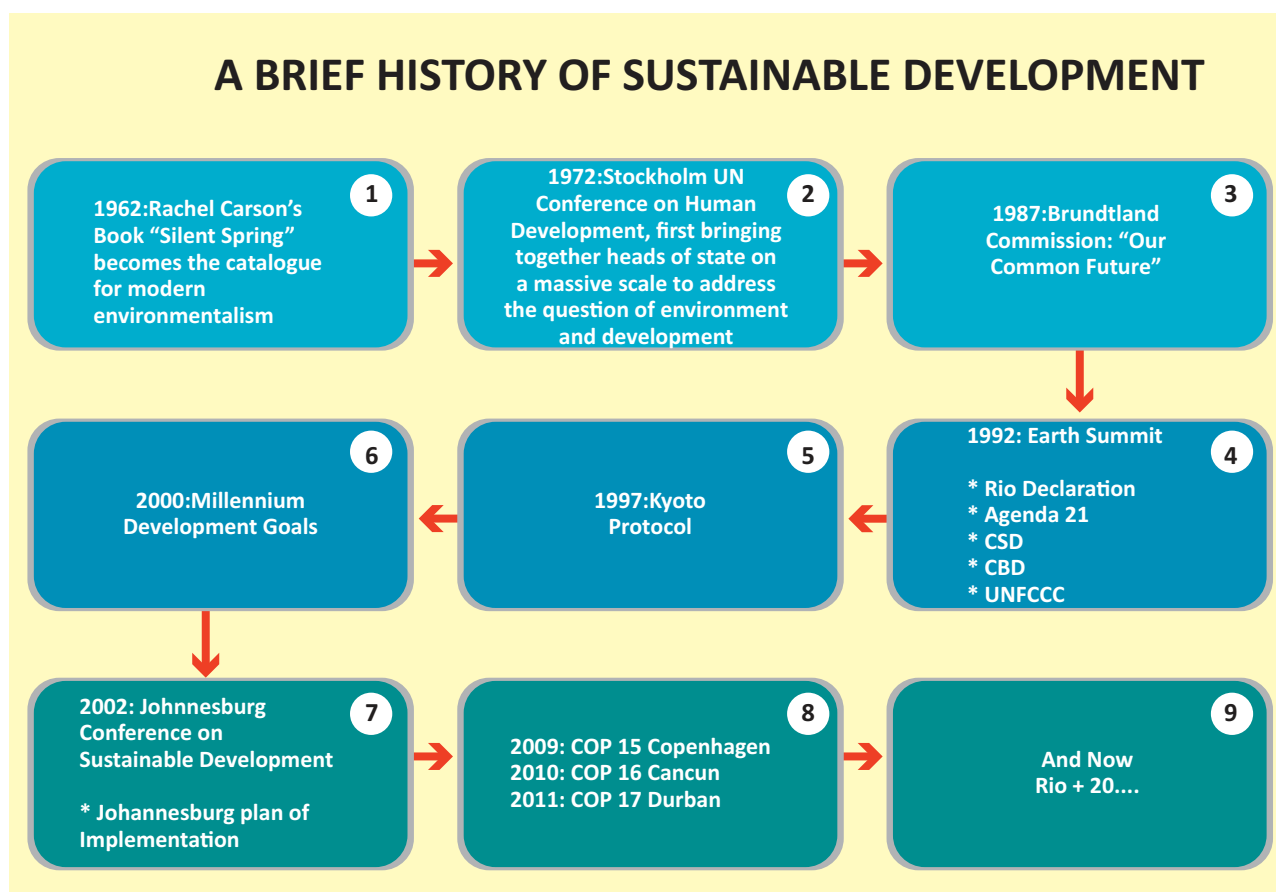 A BRIEF HISTORY OF SUSTAINABLE DEVELOPMENT
1
1962:Rachel Carson’s
Book “Silent Spring”
becomes the catalogue
for modern
environmentalism
2
1972:Stockholm UN
Conference on Human
Development, first bringing
together heads of state on
a massive scale to address
the question of environment
and development
3
1987:Brundtland
Commission: “Our
Common Future”
4
1992: Earth Summit
* Rio Declaration
* Agenda 21
* CSD
* CBD
* UNFCCC
5
1997:Kyoto
Protocol
6
2000:Millennium
Development Goals
7
2002: Johnnesburg
Conference on
Sustainable Development
* Johannesburg plan of
Implementation
8
2009: COP 15 Copenhagen
2010: COP 16 Cancun
2011: COP 17 Durban
9
And Now
Rio + 20....